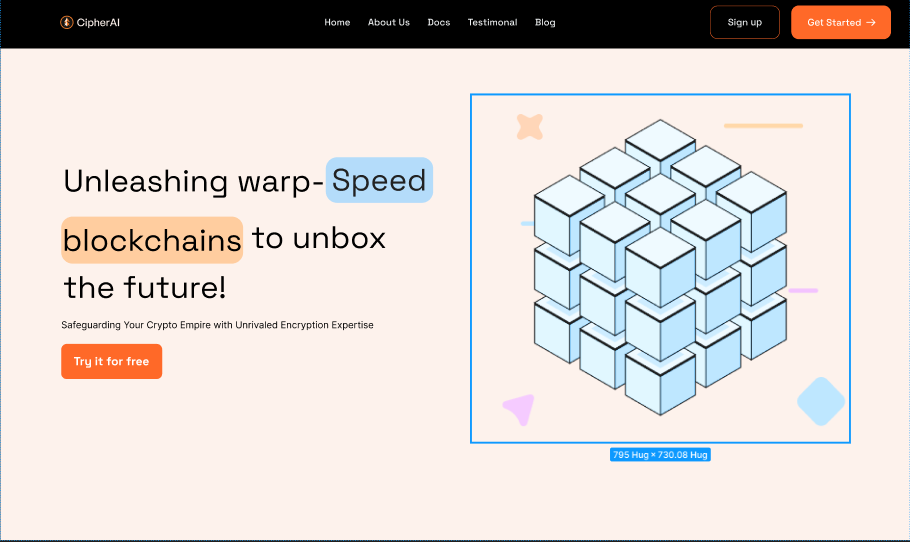 CipherAI
Home About Us Docs Testimonal Blog
Sign up
Get Started →
Unleashing warp-Speed
blockchains to unbox
the future!
Safeguarding Your Crypto Empire with Unrivaled Encryption Expertise
Try it for free
795 Hug × 730.08 Hug